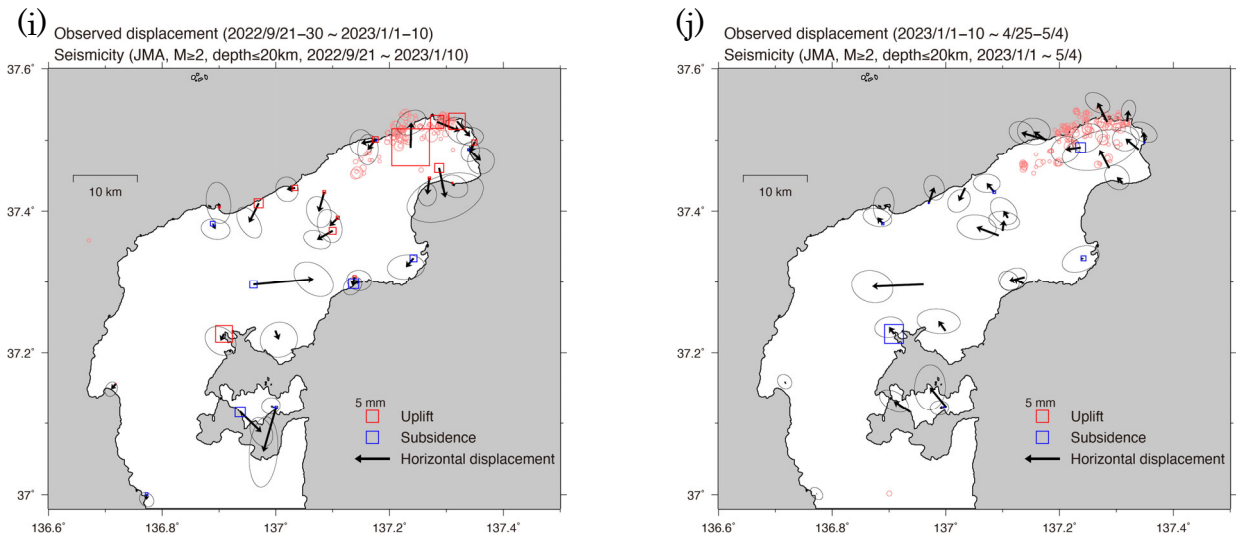 (i)
Observed displacement (2022/9/21−30 ~ 2023/1/1−10)
Seismicity (JMA, M≥2, depth≤20km, 2022/9/21 ~ 2023/1/10)
37.6˚
37.4˚
37.2˚
37˚
10 km
5 mm
Uplift
Subsidence
Horizontal displacement
136.6˚ 136.8˚ 137˚ 137.2˚ 137.4˚
(j)
Observed displacement (2023/1/1−10 ~ 4/25−5/4)
Seismicity (JMA, M≥2, depth≤20km, 2023/1/1 ~ 5/4)
37.6˚
37.4˚
37.2˚
37˚
10 km
5 mm
Uplift
Subsidence
Horizontal displacement
136.6˚ 136.8˚ 137˚ 137.2˚ 137.4˚